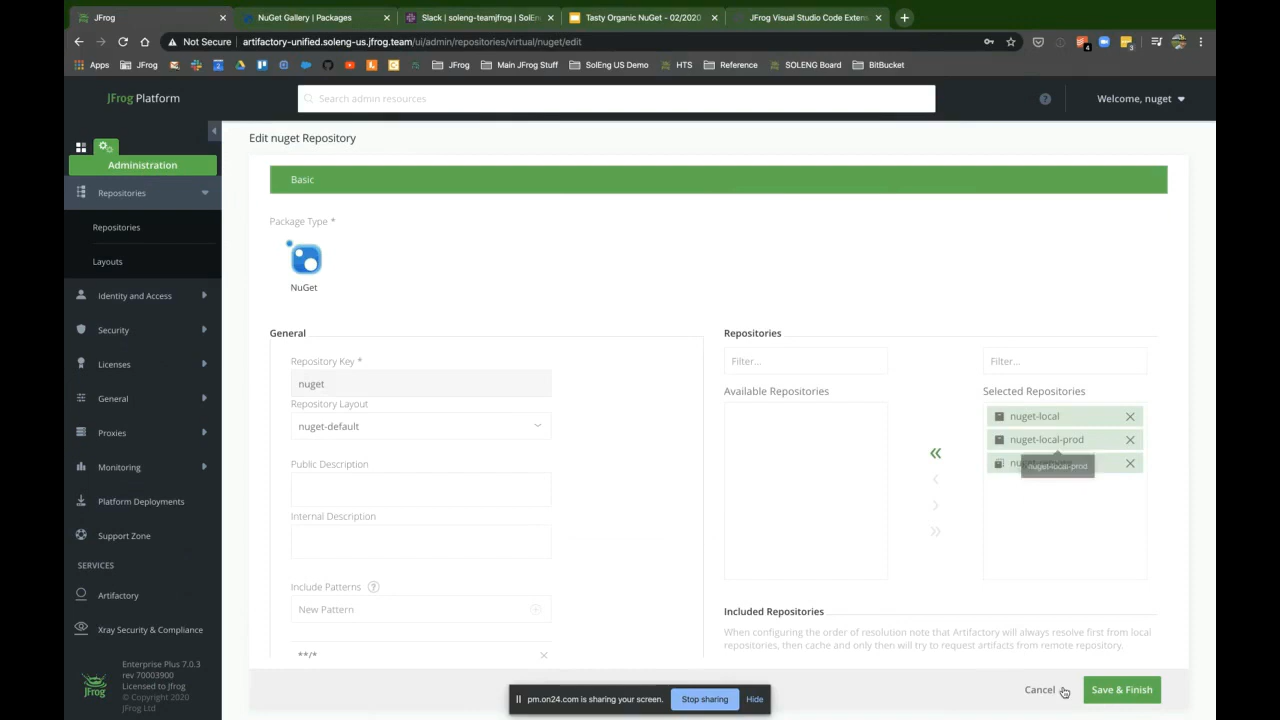 JFrog
NuGet Gallery | Packages
Slack | soleng-teamjfrog | SolEn
Tasty Organic NuGet - 02/2020
JFrog Visual Studio Code Exten
Not Secure
artifactory-unified.soleng-us.jfrog.team/ui/admin/repositories/virtual/nuget/edit
4
3
Apps
JFrog
Main JFrog Stuff
SolEng US Demo
HTS
Reference
SOLENG Board
BitBucket
JFrog Platform
Search admin resources
Welcome, nuget
Administration
Repositories
Repositories
Layouts
Identity and Access
Security
Licenses
General
Proxies
Monitoring
Platform Deployments
Support Zone
SERVICES
Artifactory
Xray Security & Compliance
Enterprise Plus 7.0.3
rev 70003900
Licensed to Jfrog
© Copyright 2020
JFrog Ltd
Edit nuget Repository
Basic
Package Type *
NuGet
General
Repository Key *
nuget
Repository Layout
nuget-default
Public Description
Internal Description
Include Patterns ?
New Pattern
**/*
Repositories
Filter...
Filter...
Available Repositories
Selected Repositories
nuget-local
nuget-local-prod
nuget-local-prod
Included Repositories
When configuring the order of resolution note that Artifactory will always resolve first from local
repositories, then cache and only then will try to request artifacts from remote repository.
Cancel
Save & Finish
pm.on24.com is sharing your screen.
Stop sharing
Hide
JFrog